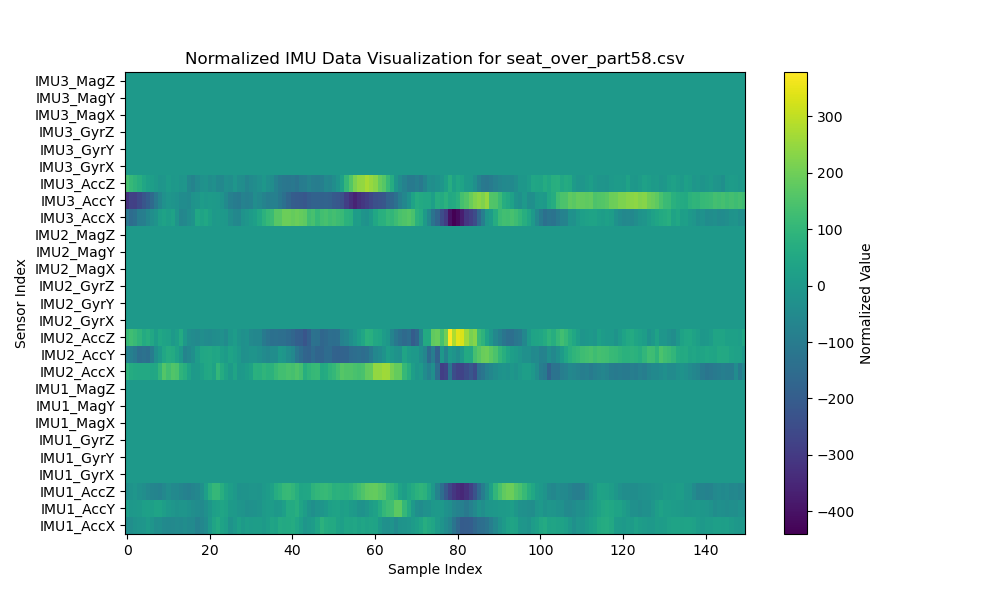 Normalized IMU Data Visualization for seat_over_part58.csv
IMU3_MagZ
IMU3_MagY
IMU3_MagX
IMU3_GyrZ
IMU3_GyrY
IMU3_GyrX
IMU3_AccZ
IMU3_AccY
IMU3_AccX
IMU2_MagZ
IMU2_MagY
IMU2_MagX
IMU2_GyrZ
IMU2_GyrY
IMU2_GyrX
IMU2_AccZ
IMU2_AccY
IMU2_AccX
IMU1_MagZ
IMU1_MagY
IMU1_MagX
IMU1_GyrZ
IMU1_GyrY
IMU1_GyrX
IMU1_AccZ
IMU1_AccY
IMU1_AccX
Sensor Index
0 20 40 60 80 100 120 140
Sample Index
300
200
100
0
−100
−200
−300
−400
Normalized Value